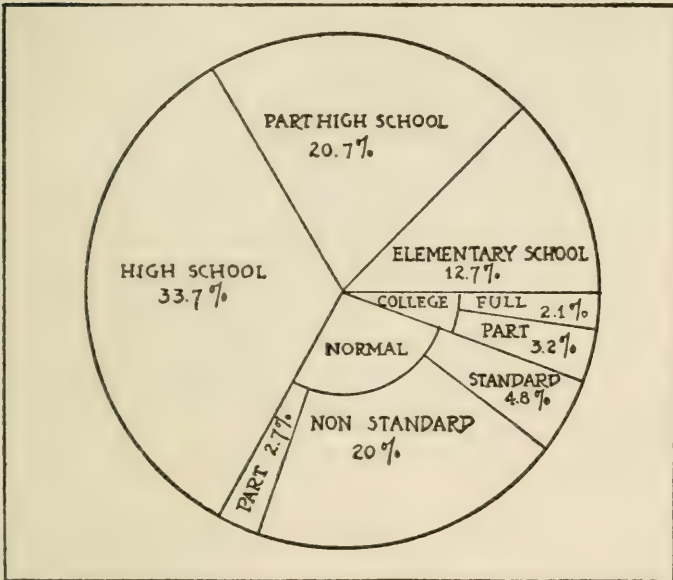 PART HIGH SCHOOL
20.7%
ELEMENTARY SCHOOL
12.7%
HIGH SCHOOL
33.7%
COLLEGE
FULL
2.1%
PART
3.2%
NORMAL
STANDARD
4.8%
NON STANDARD
20%
PART 2.7%